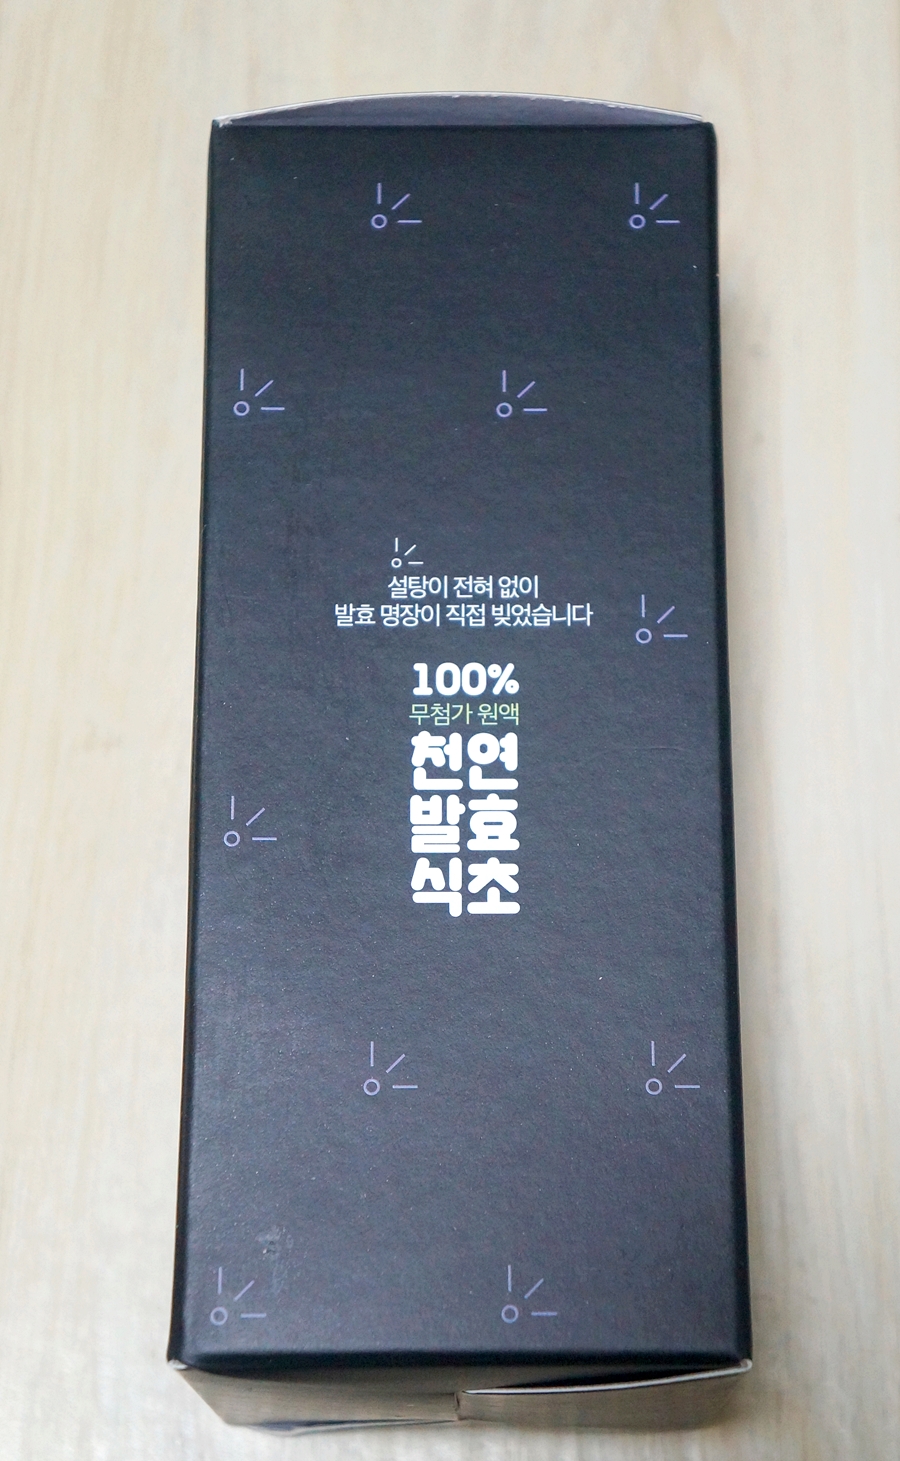 설탕이 전혀 없이
발효 명장이 직접 빚었습니다
100%
무첨가 원액
천연
발효
식초